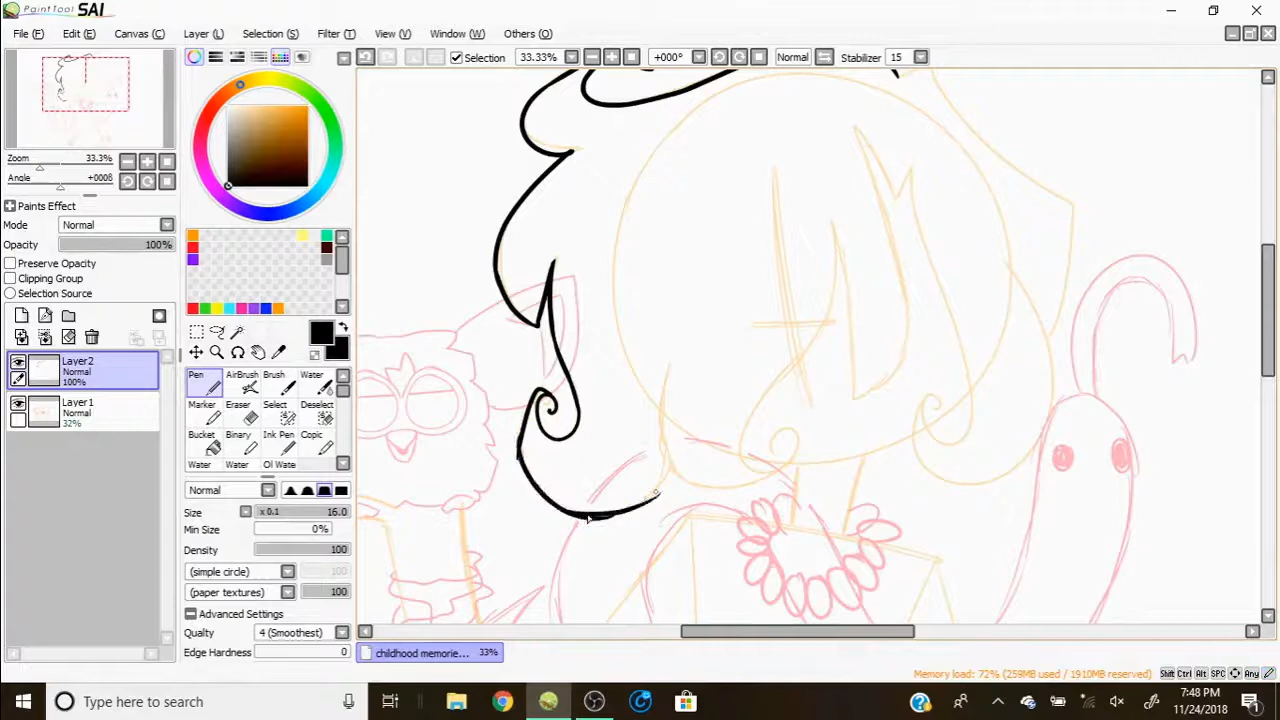 PaintTool SAI
File (F) Edit (E) Canvas (C) Layer (L) Selection (S) Filter (T) View (V) Window (W) Others (O)
Selection 33.33% +000° Normal Stabilizer 15
Zoom 33.3%
Angle +000ß
Paints Effect
Mode Normal
Opacity 100%
Preserve Opacity
Clipping Group
Selection Source
Layer2
Normal
100%
Layer1
Normal
32%
Pen AirBrush Brush Water
Marker Eraser Select Deselect
Bucket Binary Ink Pen Copic
Water Water Oil Wate
Normal
Size x 0.1 16.0
Min Size 0%
Density 100
(simple circle) 100
(paper textures) 100
Advanced Settings
Qualty 4 (Smoothest)
Edge Hardness 0
childhood memorie... 33%
Memory load: 72% (259MB used / 1910MB reserved) Shift Ctrl Alt SPC Any
Type here to search
7:48 PM
11/24/2018
1